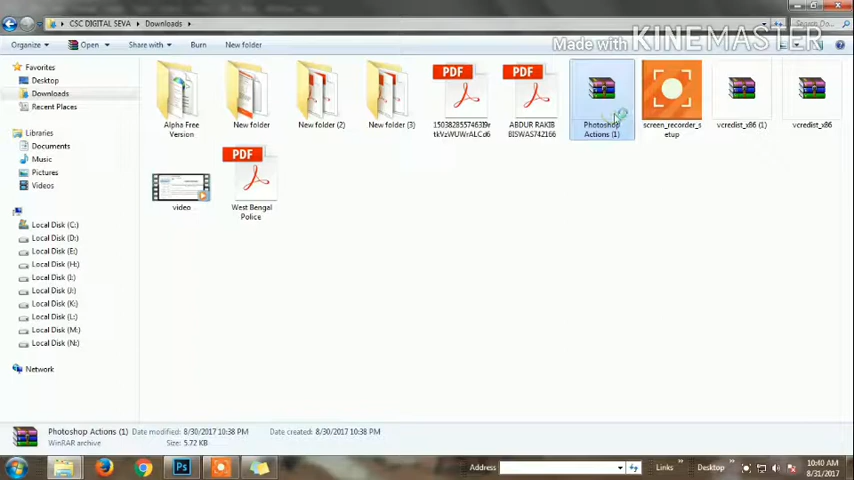 CSC DIGITAL SEVA ▸ Downloads ▸
Made with KINEMASTER
Organize ▾ Open ▾ Share with ▾ Burn New folder
Favorites
Desktop
Downloads
Recent Places
Libraries
Documents
Music
Pictures
Videos
Local Disk (C:)
Local Disk (D:)
Local Disk (E:)
Local Disk (H:)
Local Disk (I:)
Local Disk (J:)
Local Disk (K:)
Local Disk (L:)
Local Disk (M:)
Local Disk (N:)
Network
Alpha Free
Version
New folder
New folder (2)
New folder (3)
PDF
PDF
ABDUR RAKIB
BISWAS742166
Photoshop
Actions (1)
screen_recorder_s
etup
vcredist_x86 (1)
vcredist_x86
video
PDF
West Bengal
Police
Photoshop Actions (1) Date modified: 8/30/2017 10:38 PM Date created: 8/30/2017 10:38 PM
WinRAR archive Size: 5.72 KB
Ps
Address
Links »
Desktop »
10:40 AM
8/31/2017